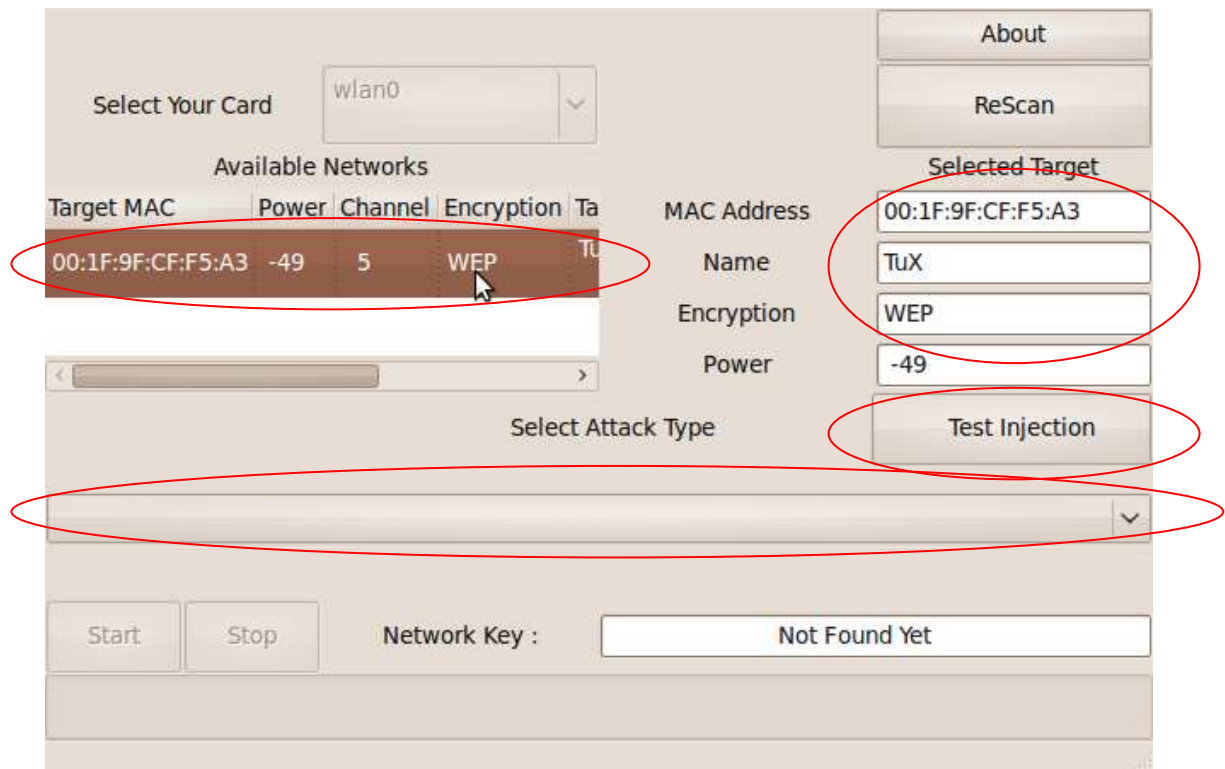 About
Select Your Card wlan0 ReScan
Available Networks Selected Target
Target MAC Power Channel Encryption Ta MAC Address 00:1F:9F:CF:F5:A3
00:1F:9F:CF:F5:A3 -49 5 WEP Tu Name TuX
Encryption WEP
Power -49
Select Attack Type Test Injection
Start Stop Network Key : Not Found Yet